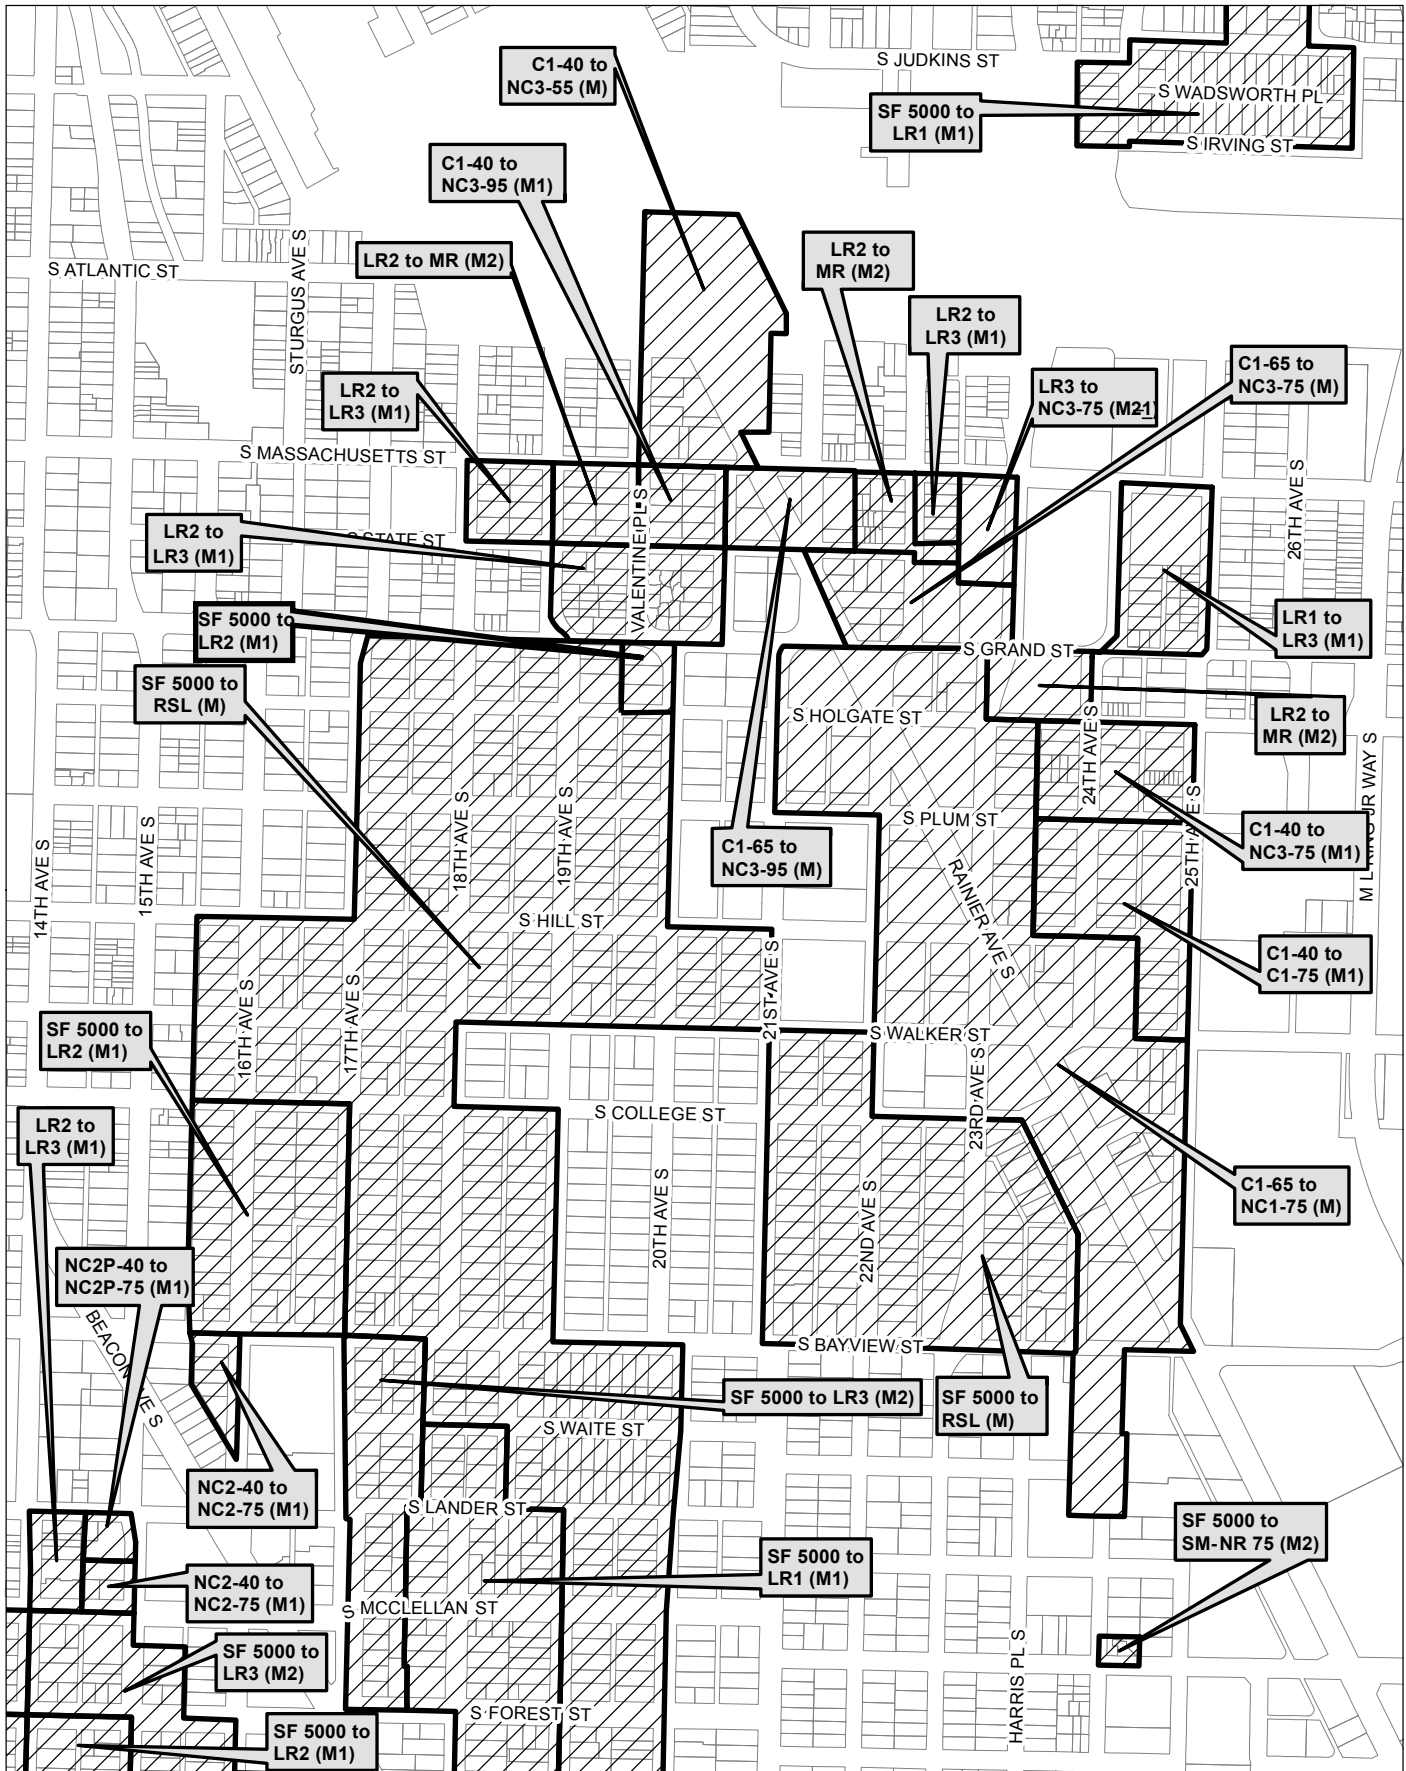 S JUDKINS ST
C1-40 to
NC3-55 (M)
S WADSWORTH PL
SF 5000 to
LR1 (M1)
S IRVING ST
C1-40 to
NC3-95 (M1)
S ATLANTIC ST
STURGUS AVE S
LR2 to MR (M2)
LR2 to
MR (M2)
LR2 to
LR3 (M1)
C1-65 to
NC3-75 (M)
LR2 to
LR3 (M1)
LR3 to
NC3-75 (M21)
S MASSACHUSETTS ST
26TH AVE S
VALENTINE PL S
LR2 to
LR3 (M1)
S STATE ST
SF 5000 to
LR2 (M1)
LR1 to
LR3 (M1)
S GRAND ST
SF 5000 to
RSL (M)
S HOLGATE ST
LR2 to
MR (M2)
24TH AVE S
M L KING JR WAY S
S PLUM ST
C1-65 to
NC3-95 (M)
C1-40 to
NC3-75 (M1)
25TH AVE S
14TH AVE S
15TH AVE S
18TH AVE S
19TH AVE S
RAINIER AVE S
S HILL ST
C1-40 to
C1-75 (M1)
16TH AVE S
17TH AVE S
21ST AVE S
SF 5000 to
LR2 (M1)
S WALKER ST
23RD AVE S
S COLLEGE ST
LR2 to
LR3 (M1)
C1-65 to
NC1-75 (M)
20TH AVE S
22ND AVE S
NC2P-40 to
NC2P-75 (M1)
BEACON AVE S
S BAYVIEW ST
SF 5000 to LR3 (M2)
SF 5000 to
RSL (M)
S WAITE ST
NC2-40 to
NC2-75 (M1)
S LANDER ST
SF 5000 to
SM-NR 75 (M2)
SF 5000 to
LR1 (M1)
NC2-40 to
NC2-75 (M1)
S MCCLELLAN ST
SF 5000 to
LR3 (M2)
HARRIS PL S
S FOREST ST
SF 5000 to
LR2 (M1)